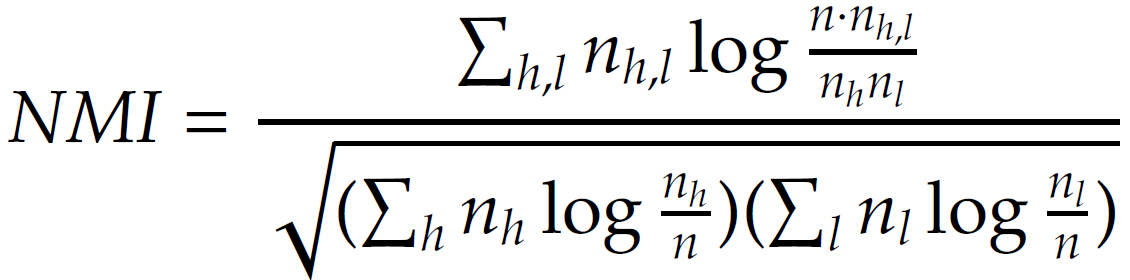 NMI = \frac{\sum_{h,l} n_{h,l} \log \frac{n \cdot n_{h,l}}{n_h n_l}}{\sqrt{(\sum_h n_h \log \frac{n_h}{n})(\sum_l n_l \log \frac{n_l}{n})}}